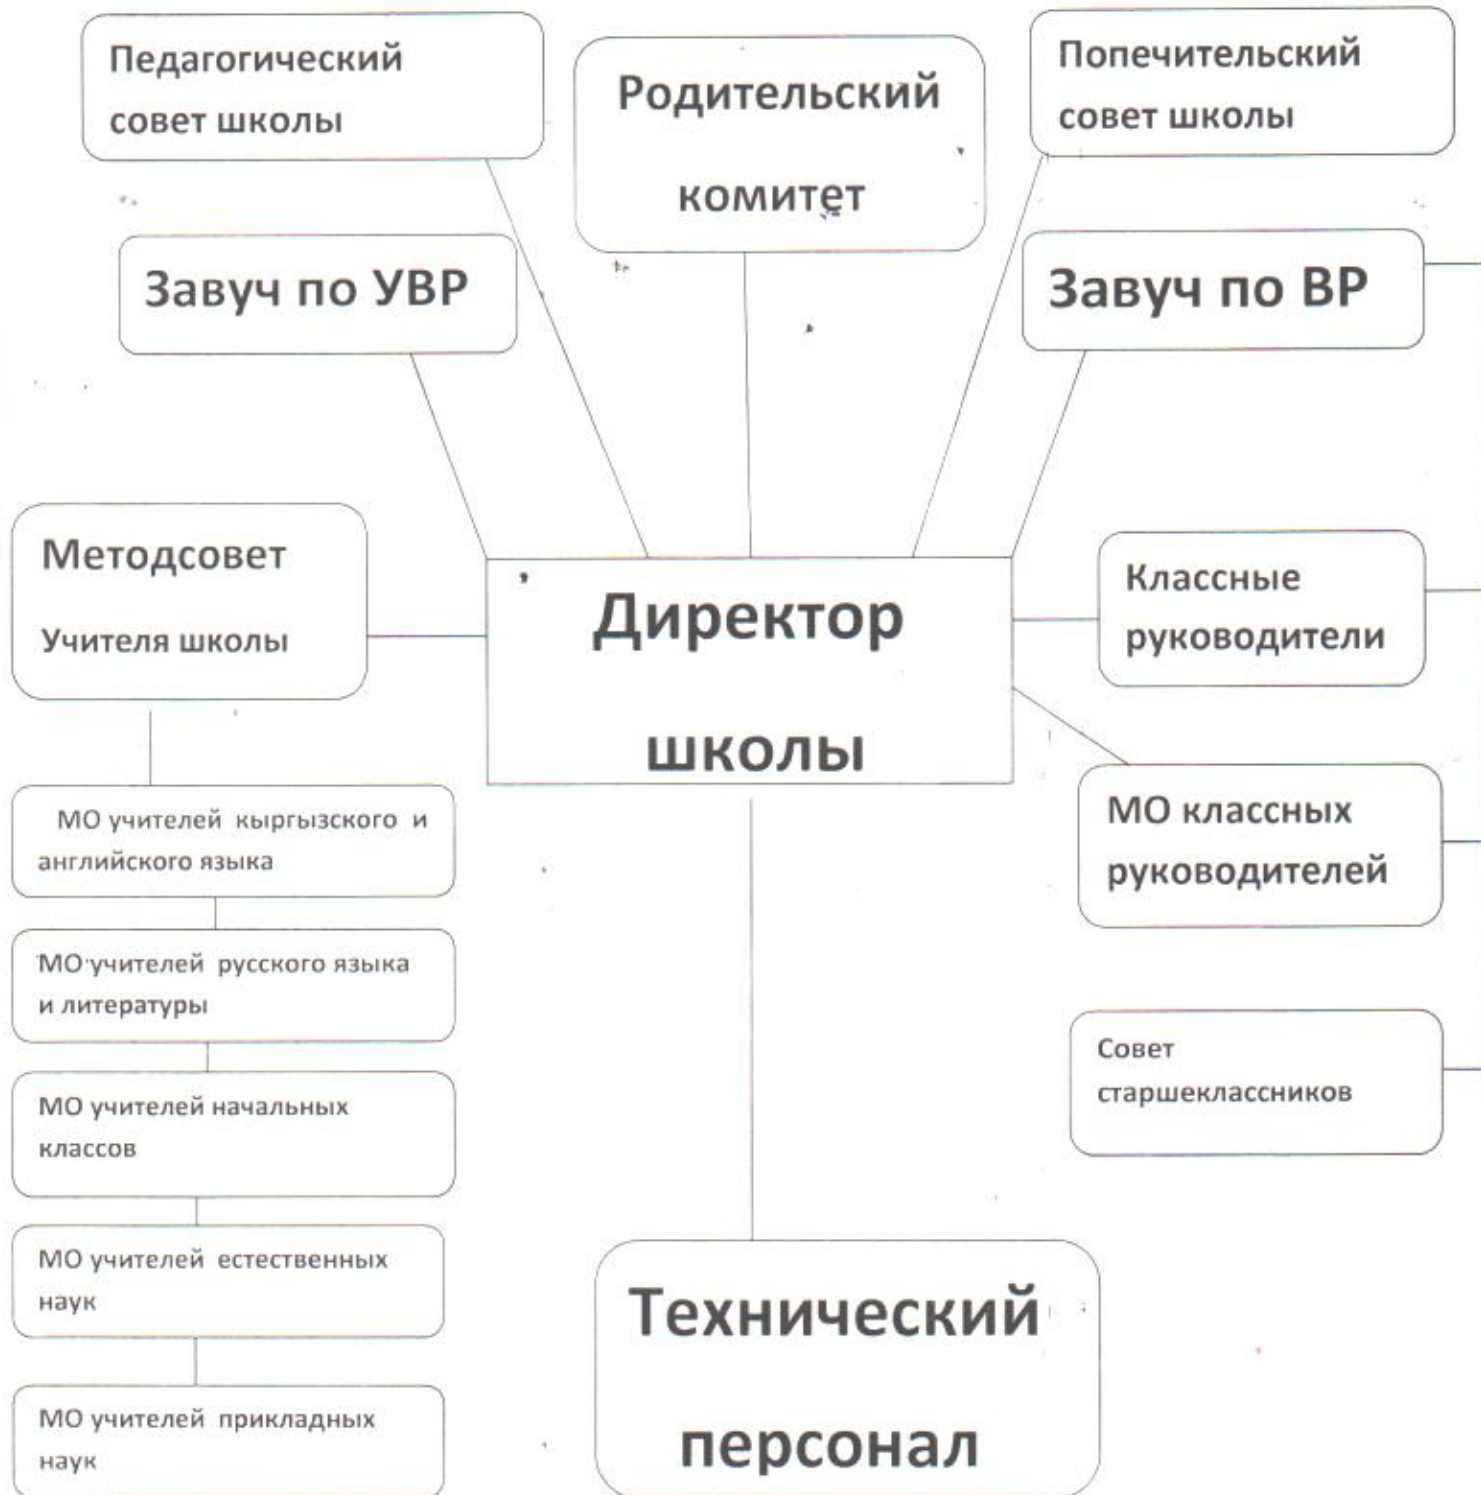 Педагогический
совет школы
Родительский
комитет
Попечительский
совет школы
Завуч по УВР
Завуч по ВР
Методсовет
Учителя школы
Директор
школы
Классные
руководители
МО классных
руководителей
МО учителей кыргызского и
английского языка
МО учителей русского языка
и литературы
МО учителей начальных
классов
МО учителей естественных
наук
МО учителей прикладных
наук
Совет
старшеклассников
Технический
персонал